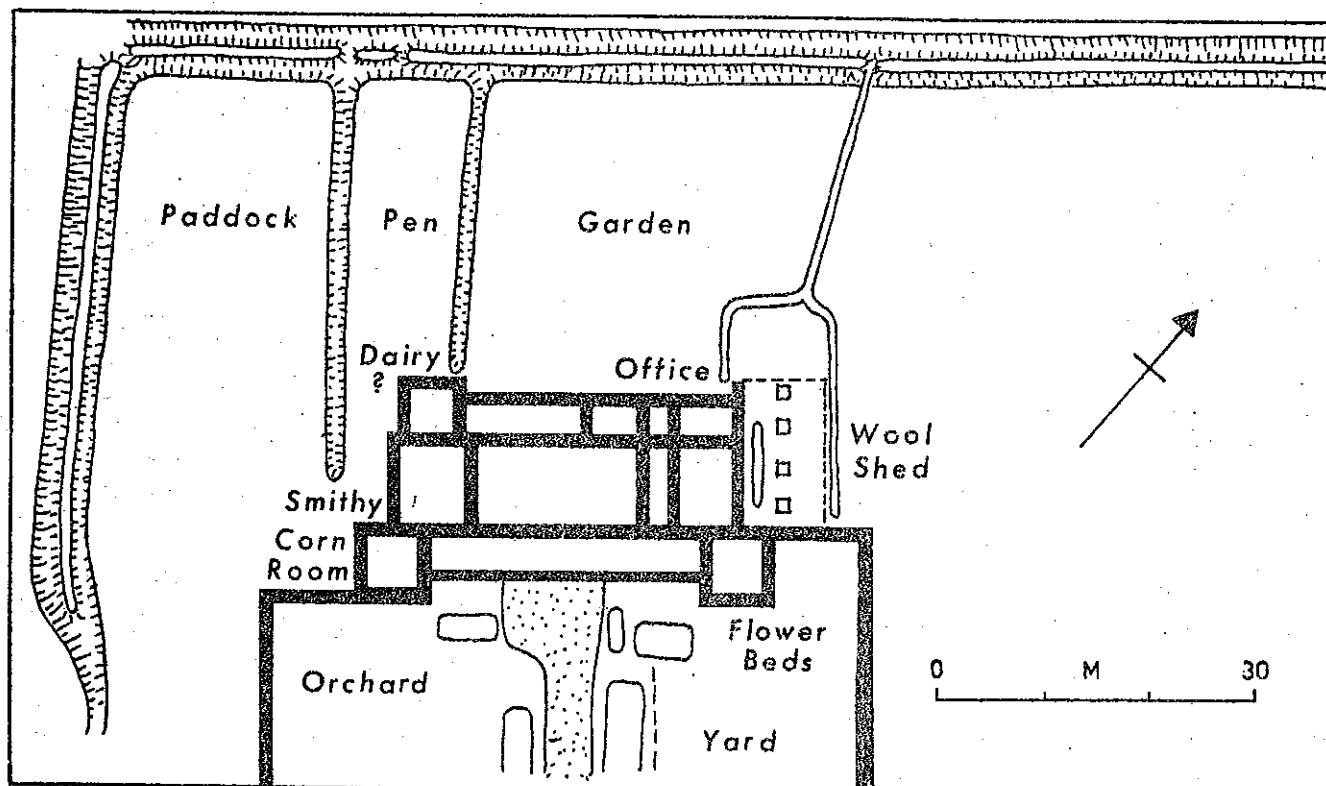 Paddock
Pen
Garden
Dairy
?
Office
Wool
Shed
Smithy
Corn
Room
Flower
Beds
Orchard
Yard
0 M 30